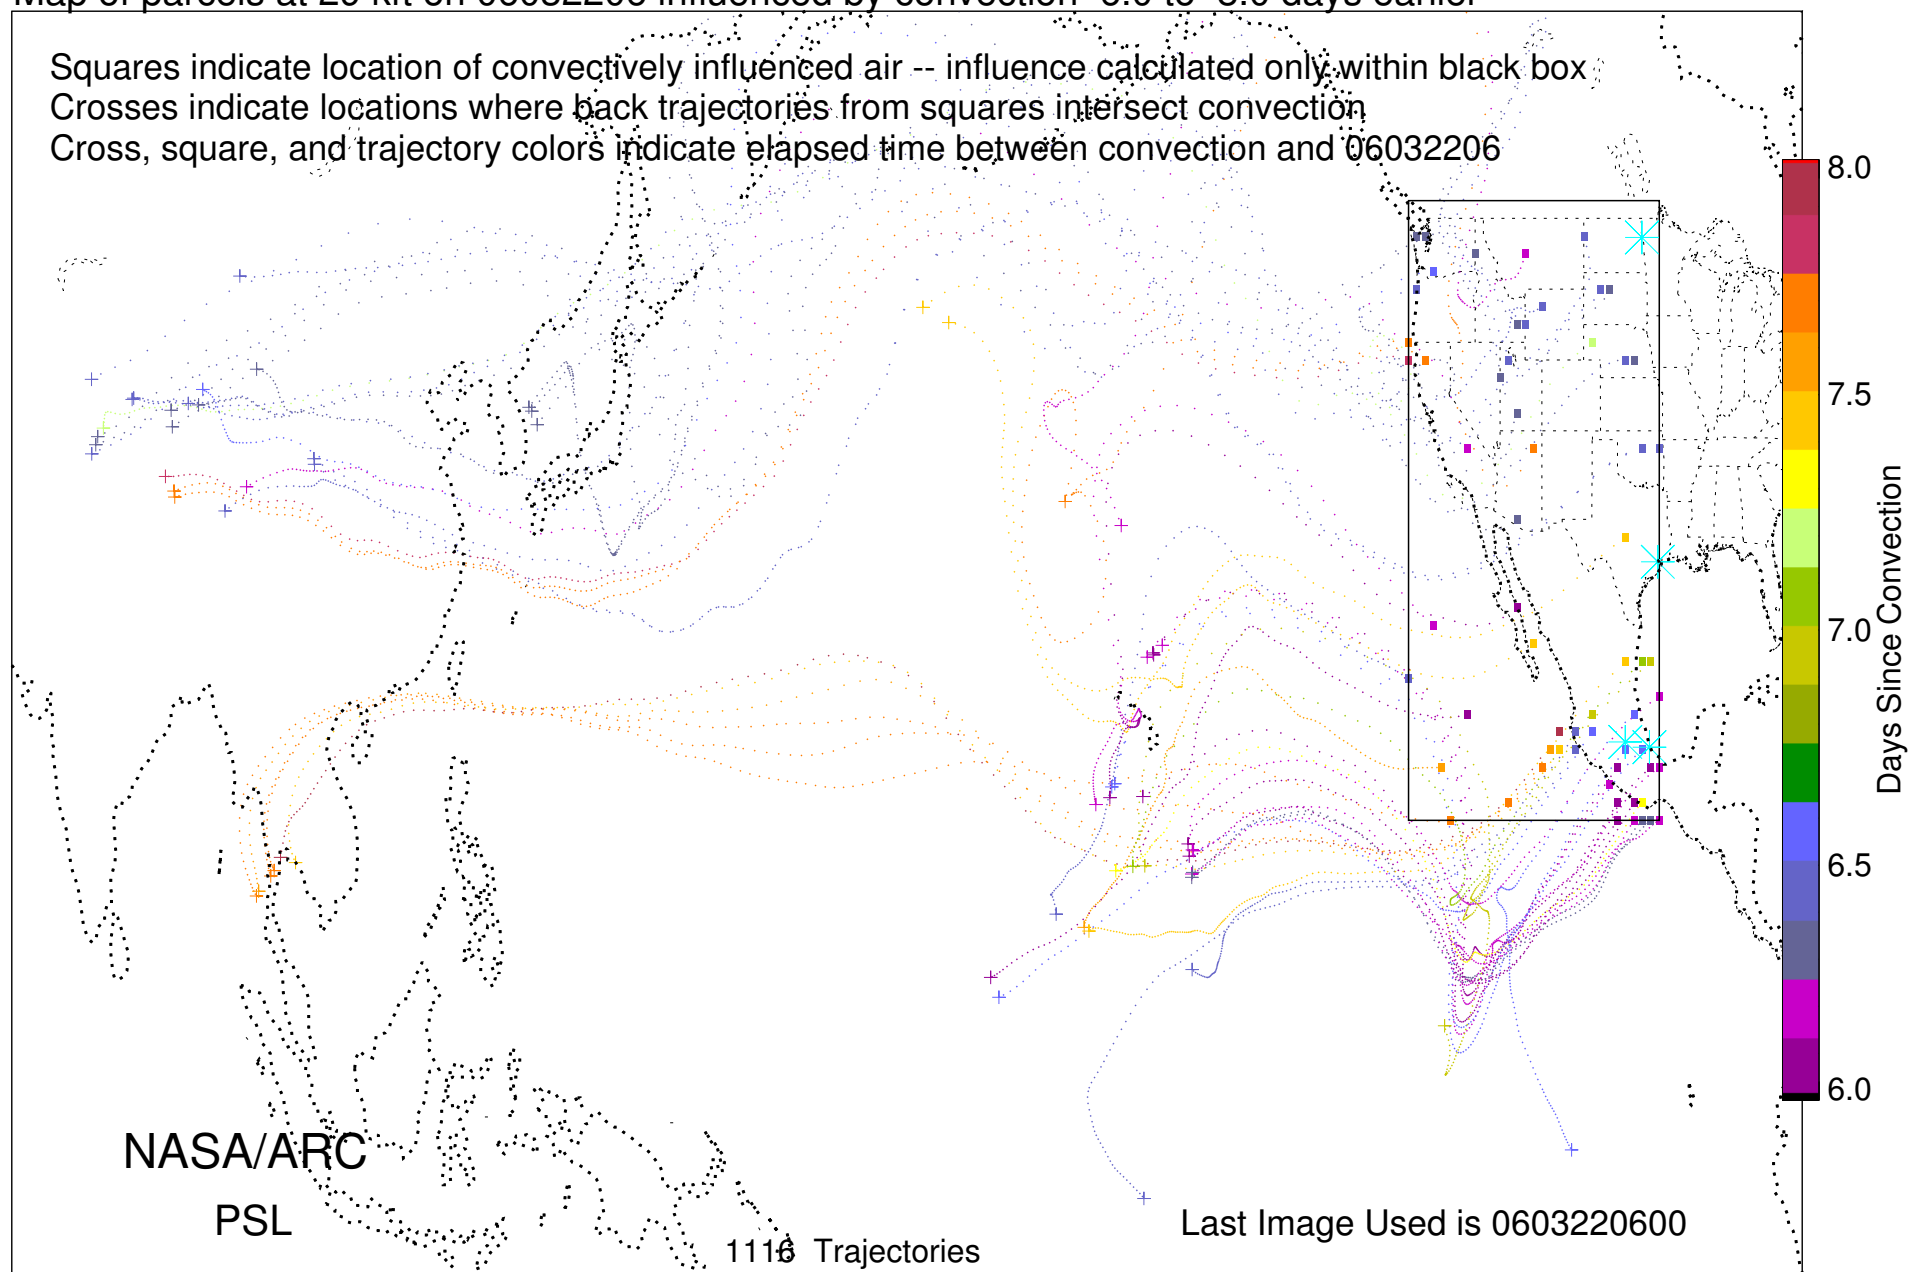 Squares indicate location of convectively influenced air -- influence calculated only within black box
Crosses indicate locations where back trajectories from squares intersect convection
Cross, square, and trajectory colors indicate elapsed time between convection and 06032206
8.0
7.5
7.0
6.5
6.0
Days Since Convection
NASA/ARC
PSL
1116 Trajectories
Last Image Used is 0603220600